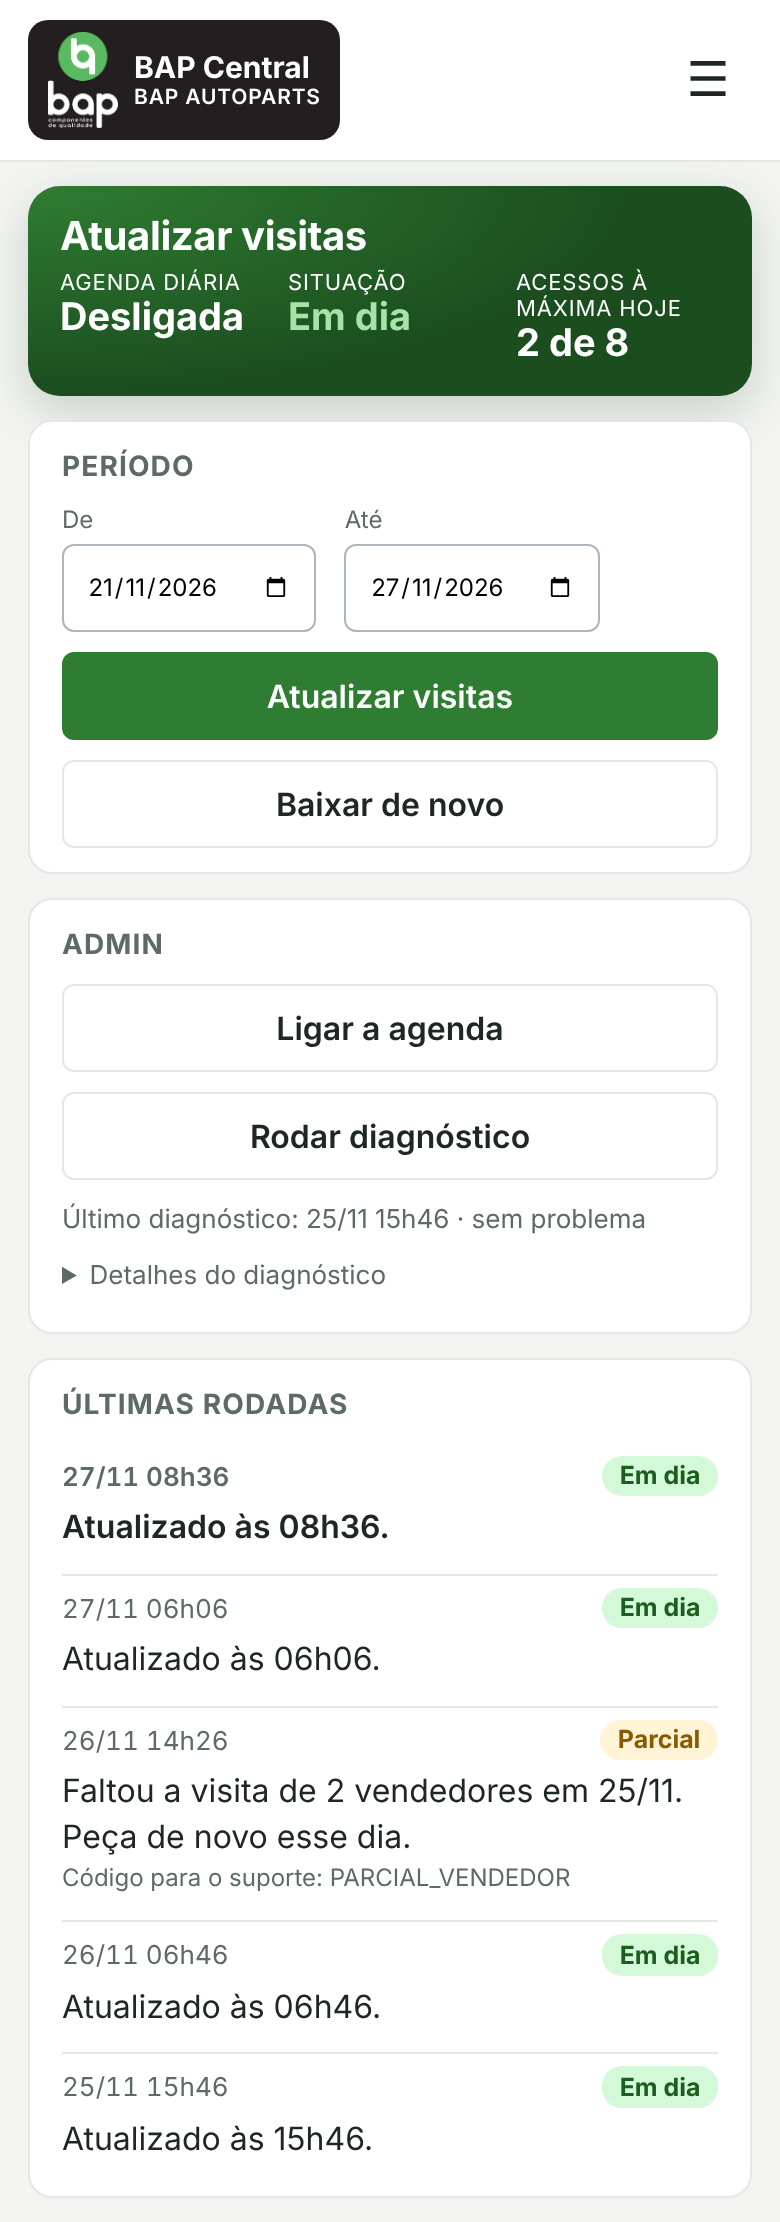 bap
componentes
de qualidade
BAP Central
BAP AUTOPARTS
Atualizar visitas
AGENDA DIÁRIA
Desligada
SITUAÇÃO
Em dia
ACESSOS À
MÁXIMA HOJE
2 de 8
PERÍODO
De
Até
21/11/2026
27/11/2026
Atualizar visitas
Baixar de novo
ADMIN
Ligar a agenda
Rodar diagnóstico
Último diagnóstico: 25/11 15h46 · sem problema
Detalhes do diagnóstico
ÚLTIMAS RODADAS
27/11 08h36
Em dia
Atualizado às 08h36.
27/11 06h06
Em dia
Atualizado às 06h06.
26/11 14h26
Parcial
Faltou a visita de 2 vendedores em 25/11.
Peça de novo esse dia.
Código para o suporte: PARCIAL_VENDEDOR
26/11 06h46
Em dia
Atualizado às 06h46.
25/11 15h46
Em dia
Atualizado às 15h46.